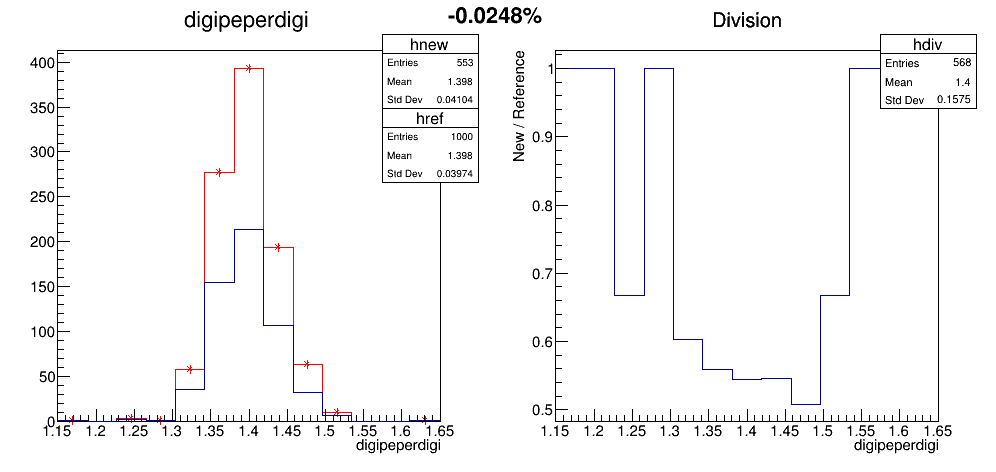 -0.0248%
digipeperdigi
hnew
Entries 553
Mean 1.398
Std Dev 0.04104
href
Entries 1000
Mean 1.398
Std Dev 0.03974
400
350
300
250
200
150
100
50
0
1.15 1.2 1.25 1.3 1.35 1.4 1.45 1.5 1.55 1.6 1.65
digipeperdigi
Division
hdiv
Entries 568
Mean 1.4
Std Dev 0.1575
New / Reference
1
0.9
0.8
0.7
0.6
0.5
1.15 1.2 1.25 1.3 1.35 1.4 1.45 1.5 1.55 1.6 1.65
digipeperdigi